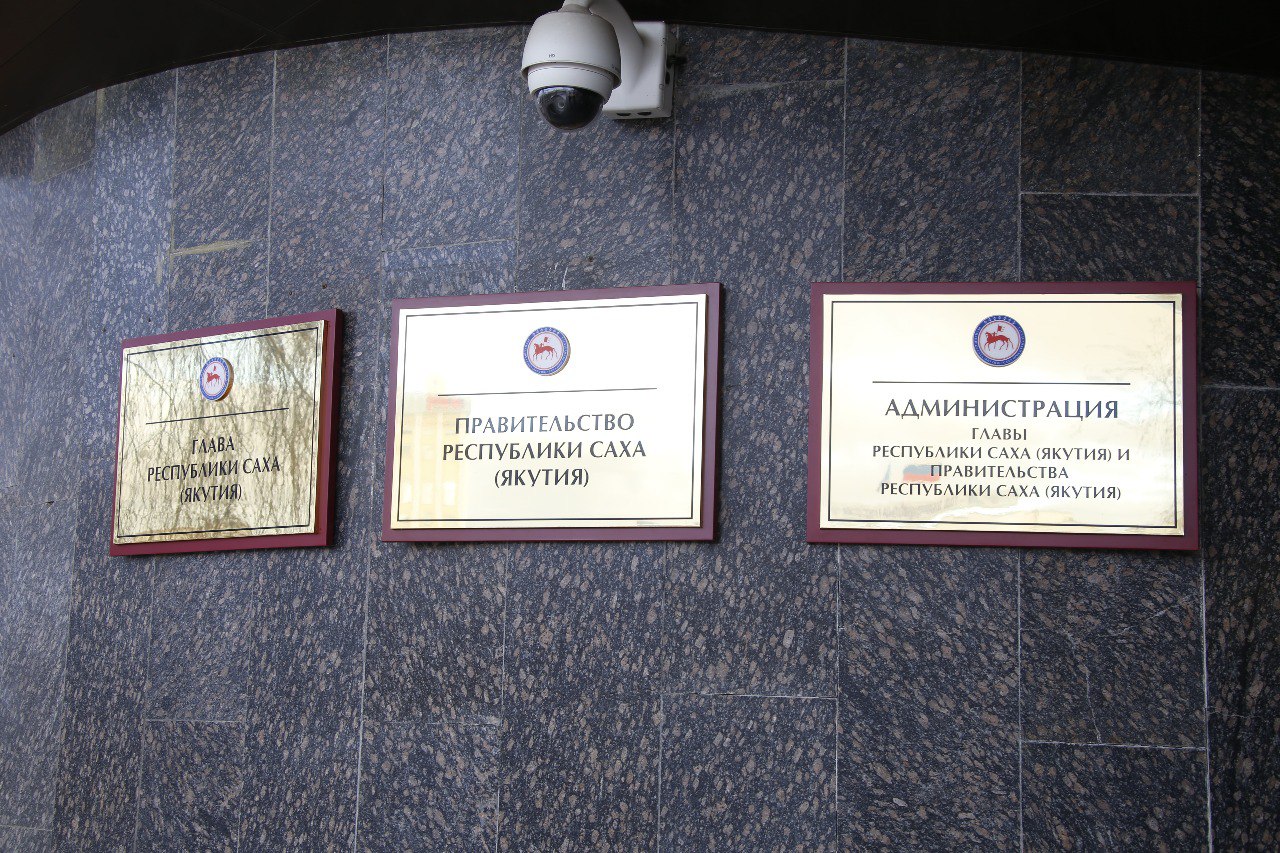 ГЛАВА
РЕСПУБЛИКИ САХА
(ЯКУТИЯ)
ПРАВИТЕЛЬСТВО
РЕСПУБЛИКИ САХА
(ЯКУТИЯ)
АДМИНИСТРАЦИЯ
ГЛАВЫ
РЕСПУБЛИКИ САХА (ЯКУТИЯ) И
ПРАВИТЕЛЬСТВА
РЕСПУБЛИКИ САХА (ЯКУТИЯ)